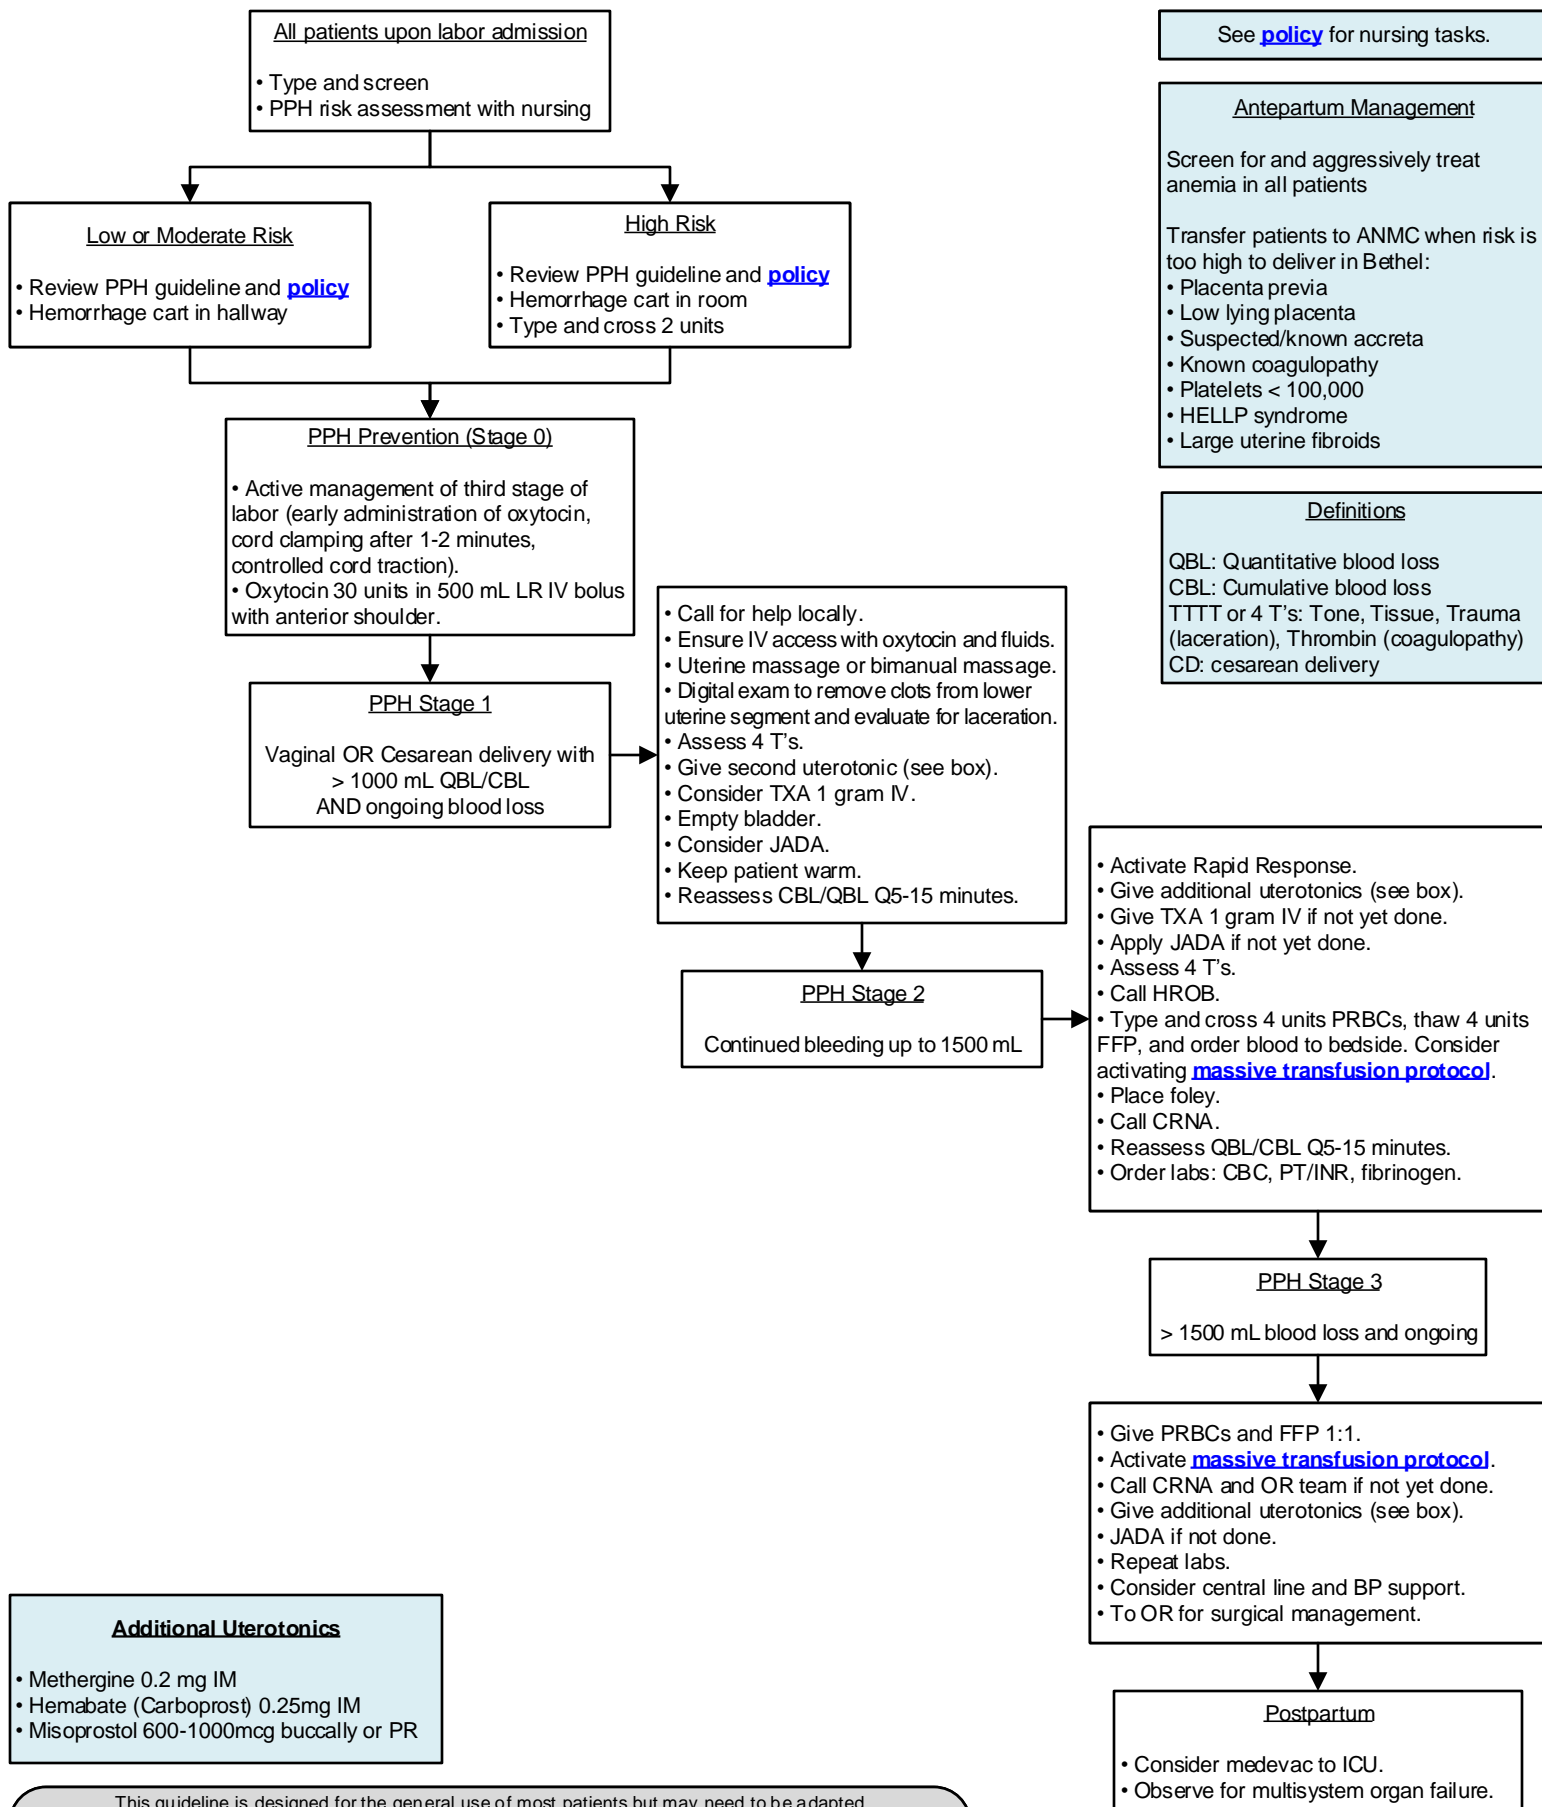 All patients upon labor admission
• Type and screen
• PPH risk assessment with nursing
Low or Moderate Risk
• Review PPH guideline and policy
• Hemorrhage cart in hallway
High Risk
• Review PPH guideline and policy
• Hemorrhage cart in room
• Type and cross 2 units
PPH Prevention (Stage 0)
• Active management of third stage of
labor (early administration of oxytocin,
cord clamping after 1-2 minutes,
controlled cord traction).
• Oxytocin 30 units in 500 mL LR IV bolus
with anterior shoulder.
PPH Stage 1
Vaginal OR Cesarean delivery with
> 1000 mL QBL/CBL
AND ongoing blood loss
• Call for help locally.
• Ensure IV access with oxytocin and fluids.
• Uterine massage or bimanual massage.
• Digital exam to remove clots from lower
uterine segment and evaluate for laceration.
• Assess 4 T's.
• Give second uterotonic (see box).
• Consider TXA 1 gram IV.
• Empty bladder.
• Consider JADA.
• Keep patient warm.
• Reassess CBL/QBL Q5-15 minutes.
PPH Stage 2
Continued bleeding up to 1500 mL
• Activate Rapid Response.
• Give additional uterotonics (see box).
• Give TXA 1 gram IV if not yet done.
• Apply JADA if not yet done.
• Assess 4 T's.
• Call HROB.
• Type and cross 4 units PRBCs, thaw 4 units
FFP, and order blood to bedside. Consider
activating massive transfusion protocol.
• Place foley.
• Call CRNA.
• Reassess QBL/CBL Q5-15 minutes.
• Order labs: CBC, PT/INR, fibrinogen.
PPH Stage 3
> 1500 mL blood loss and ongoing
• Give PRBCs and FFP 1:1.
• Activate massive transfusion protocol.
• Call CRNA and OR team if not yet done.
• Give additional uterotonics (see box).
• JADA if not done.
• Repeat labs.
• Consider central line and BP support.
• To OR for surgical management.
Postpartum
• Consider medevac to ICU.
• Observe for multisystem organ failure.
See policy for nursing tasks.
Antepartum Management
Screen for and aggressively treat
anemia in all patients
Transfer patients to ANMC when risk is
too high to deliver in Bethel:
• Placenta previa
• Low lying placenta
• Suspected/known accreta
• Known coagulopathy
• Platelets < 100,000
• HELLP syndrome
• Large uterine fibroids
Definitions
QBL: Quantitative blood loss
CBL: Cumulative blood loss
TTTT or 4 T's: Tone, Tissue, Trauma
(laceration), Thrombin (coagulopathy)
CD: cesarean delivery
Additional Uterotonics
• Methergine 0.2 mg IM
• Hemabate (Carboprost) 0.25mg IM
• Misoprostol 600-1000mcg buccally or PR
This guideline is designed for the general use of most patients but may need to be adapted